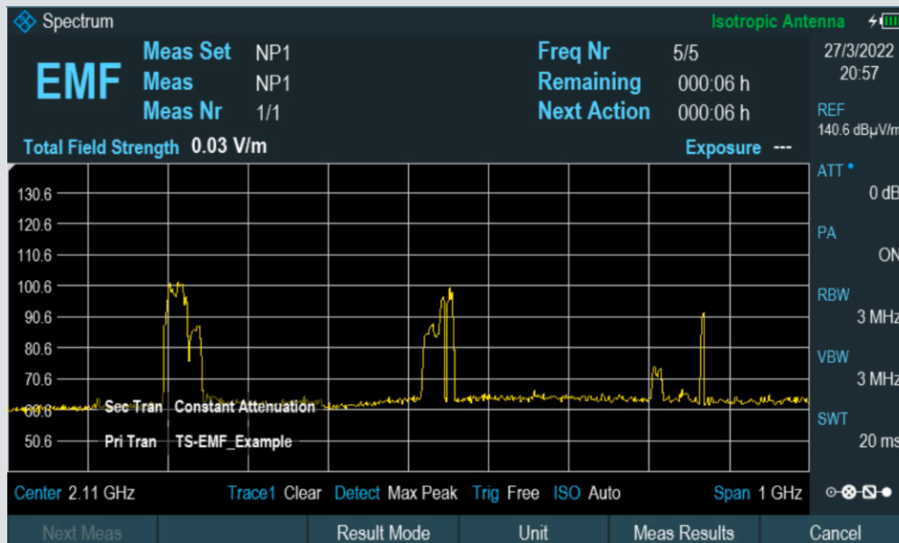 Spectrum Isotropic Antenna
EMF
Meas Set NP1
Meas NP1
Meas Nr 1/1
Freq Nr 5/5
Remaining 000:06 h
Next Action 000:06 h
27/3/2022
20:57
Total Field Strength 0.03 V/m
Exposure ---
REF
140.6 dBµV/m
ATT
0 dB
PA
ON
RBW
3 MHz
VBW
3 MHz
SWT
20 ms
130.6
120.6
110.6
100.6
90.6
80.6
70.6
60.6
50.6
Sec Tran Constant Attenuation
Pri Tran TS-EMF_Example
Center 2.11 GHz Trace1 Clear Detect Max Peak Trig Free ISO Auto Span 1 GHz
Next Meas Result Mode Unit Meas Results Cancel